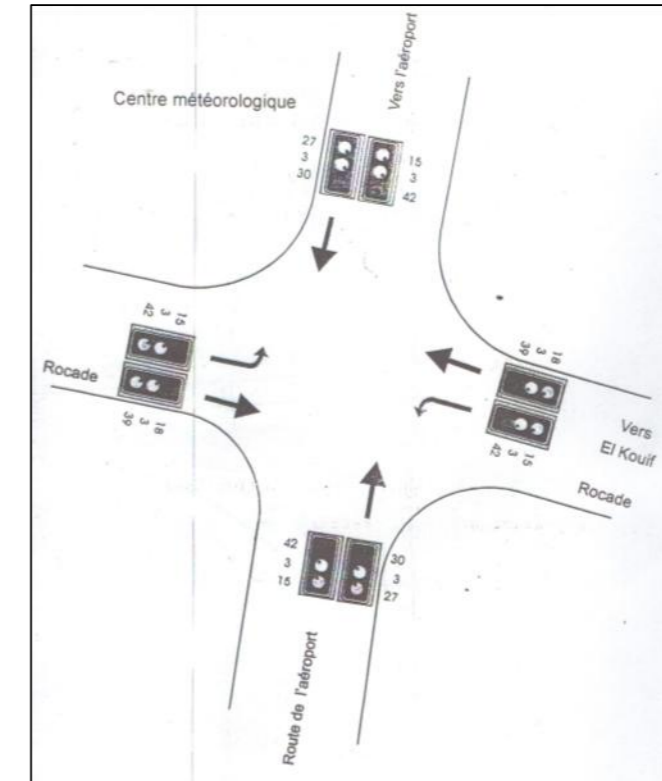 Vers l'aéroport
Centre météorologique
27
3
30
15
3
42
42 3 15
Rocade
39 3 18
39 3 18
42 3 15
Vers
El Kouif
Rocade
42
3
15
30
3
27
Route de l'aéroport